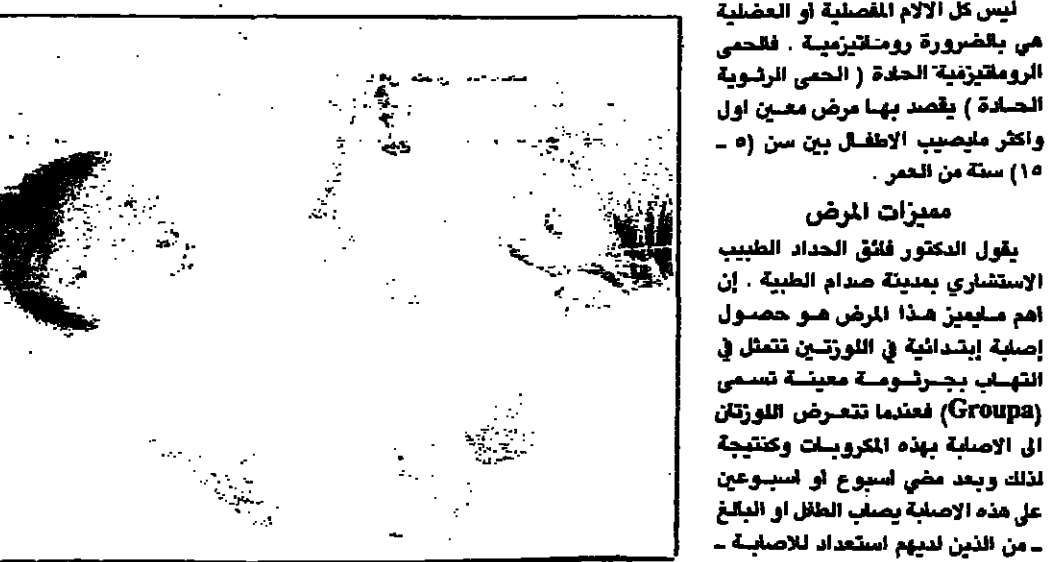 ليس كل الآلام المفصلية أو العضلية
هي بالضرورة روماتيزمية . فالحمى
الروماتيزمية الحادة ( الحمى الرثوية
الحادة ) يقصد بها مرض معين اول
واكثر مايصيب الاطفال بين سن (٥ ـ
١٥) سنة من العمر .
مميزات المرض
يقول الدكتور فائق الحداد الطبيب
الاستشاري بمدينة صدام الطبية . إن
اهم مايميز هذا المرض هو حصول
إصابة إبتدائية في اللوزتين تتمثل في
التهاب بجرثومة معينة تسمى
(Groupa) فعندما تتعرض اللوزتان
الى الاصابة بهذه المكروبات وكنتيجة
لذلك وبعد مضي اسبوع أو اسبوعين
على هذه الاصابة يصاب الطفل او البالغ
ـ من الذين لديهم استعداد للاصابة ـ